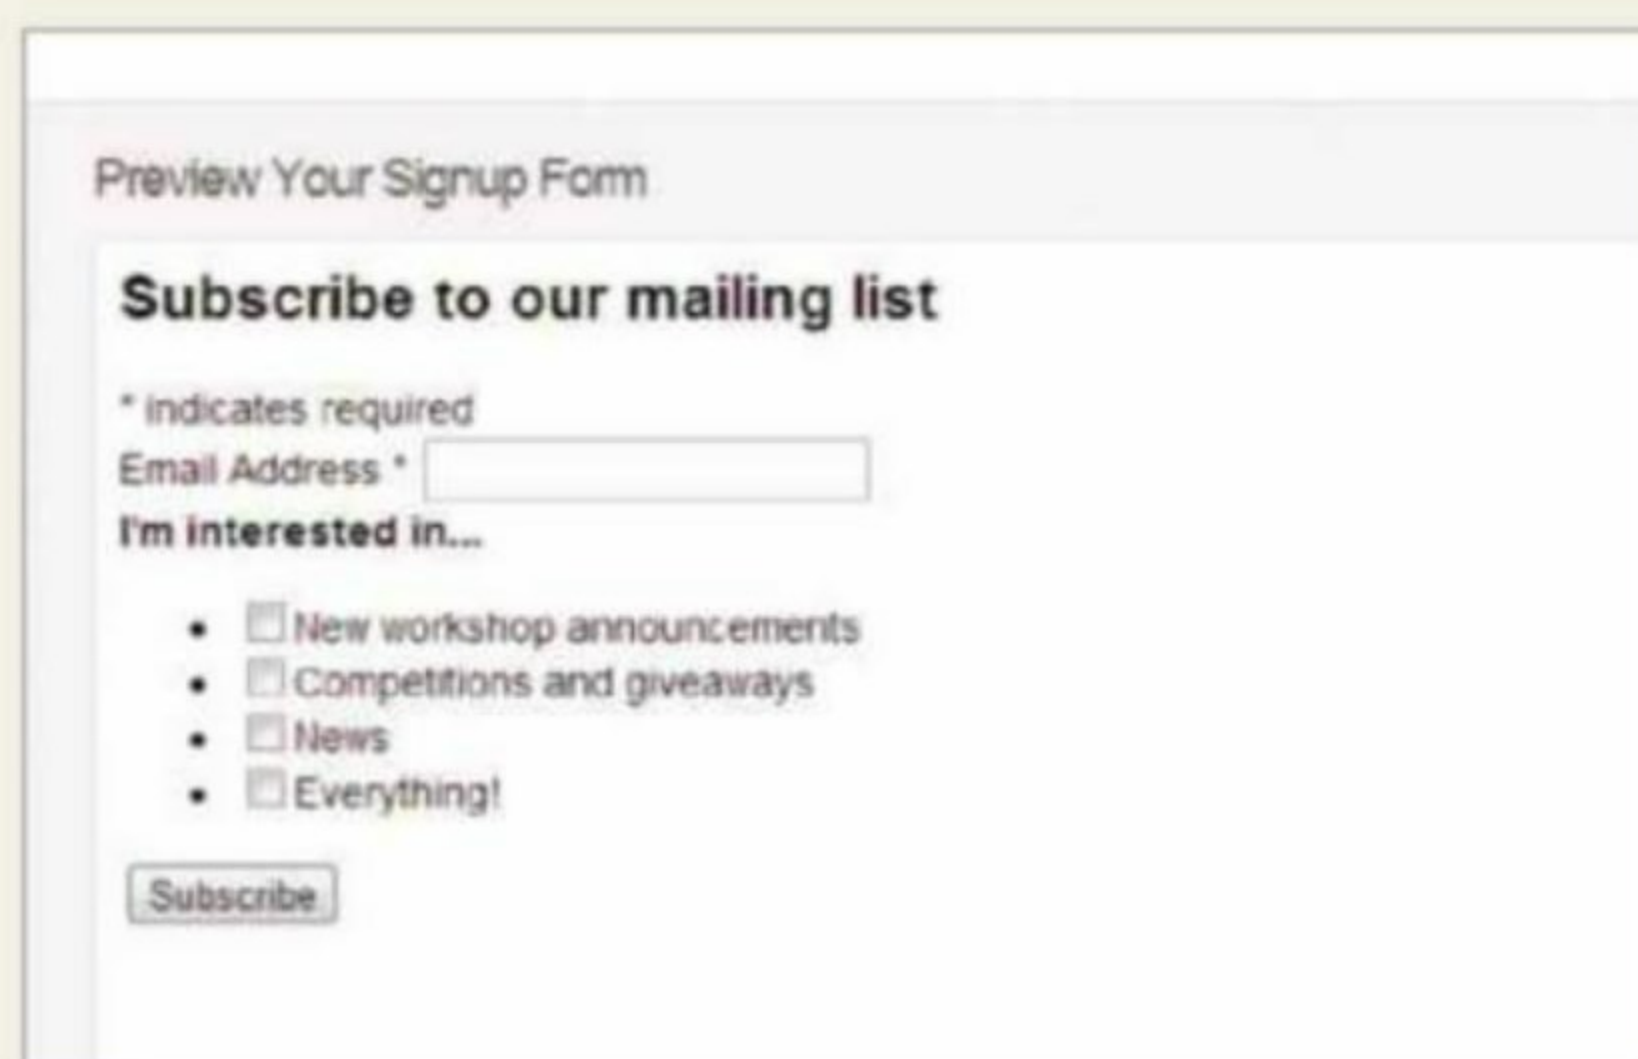 Preview Your Signup Form
Subscribe to our mailing list
* indicates required
Email Address *
I'm interested in...
• New workshop announcements
• Competitions and giveaways
• News
• Everything!
Subscribe